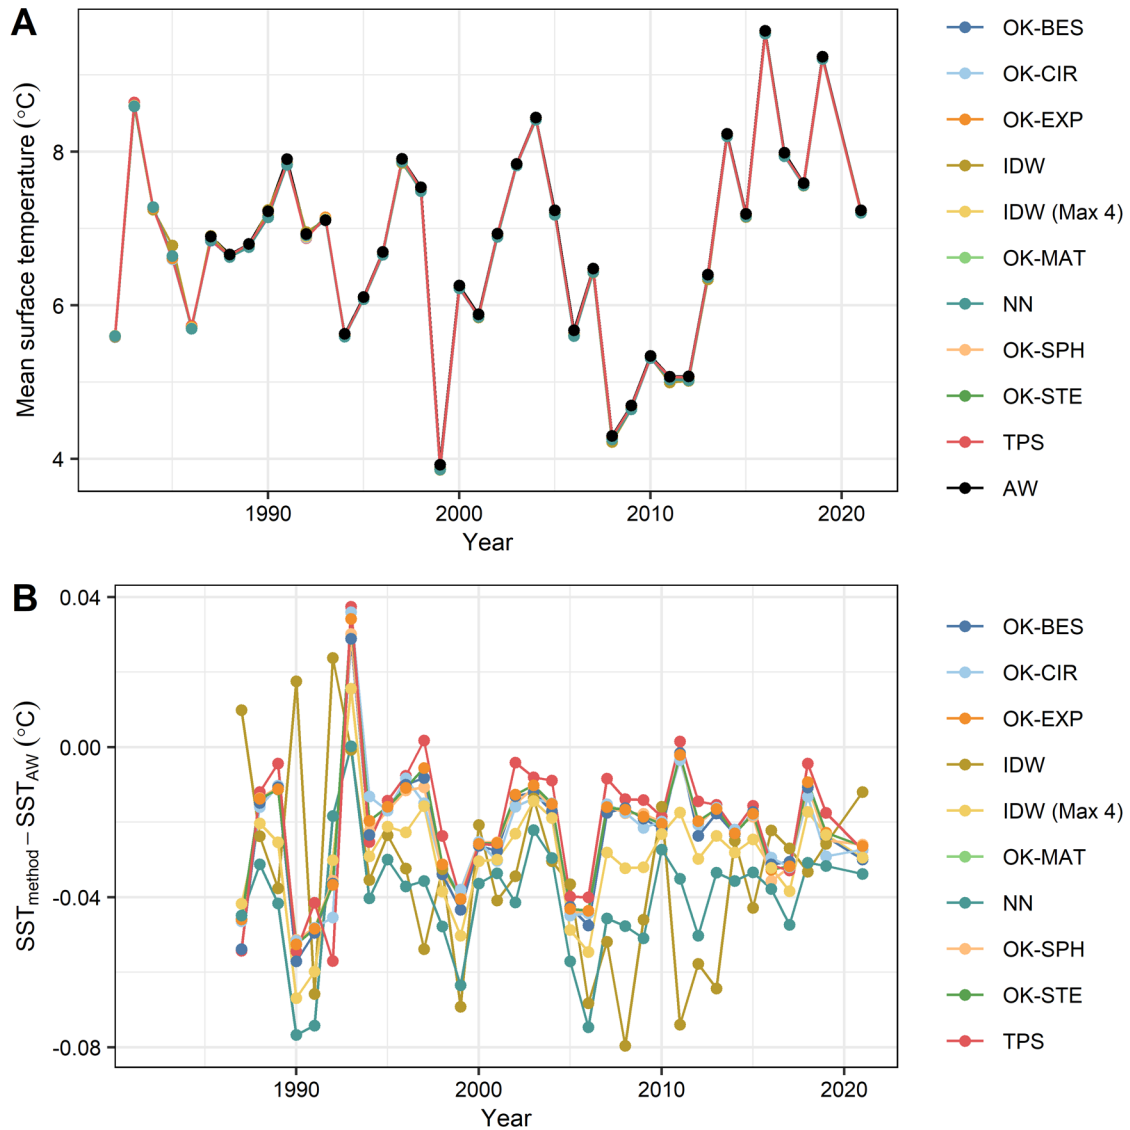 A
Mean surface temperature (°C)
8
6
4
1990 2000 2010 2020
Year
OK-BES
OK-CIR
OK-EXP
IDW
IDW (Max 4)
OK-MAT
NN
OK-SPH
OK-STE
TPS
AW
B
SST_method − SST_AW (°C)
0.04
0.00
-0.04
-0.08
1990 2000 2010 2020
Year
OK-BES
OK-CIR
OK-EXP
IDW
IDW (Max 4)
OK-MAT
NN
OK-SPH
OK-STE
TPS